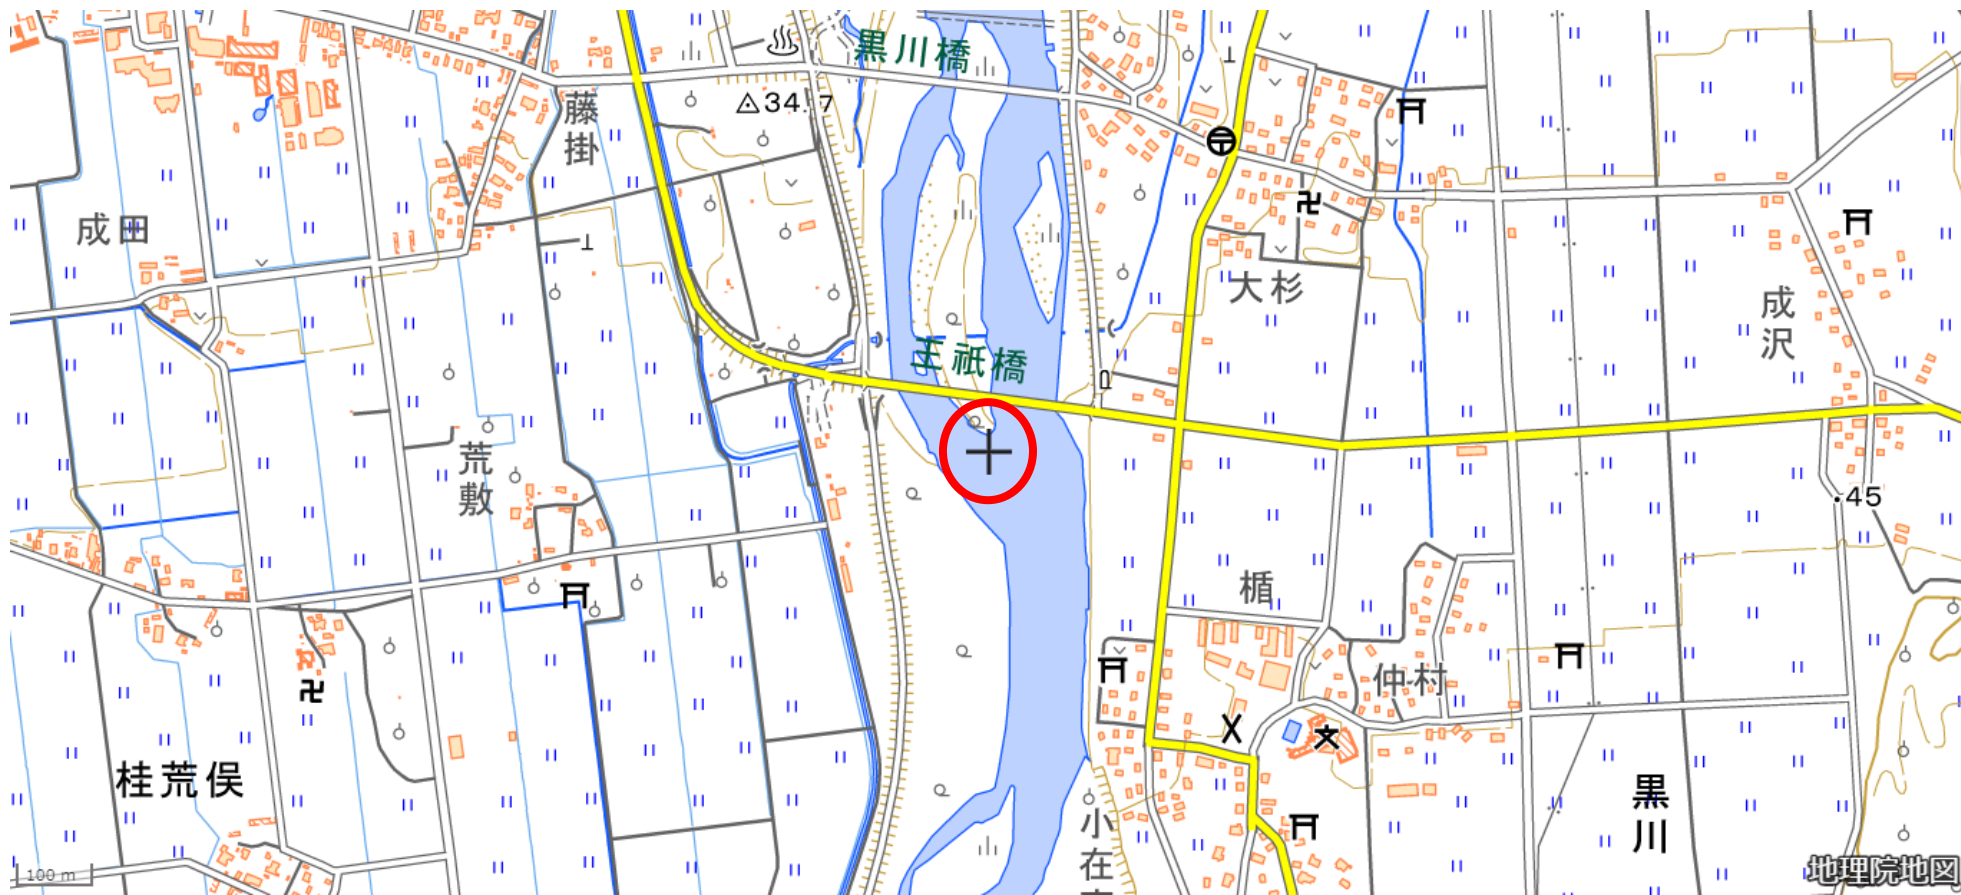 黒川橋
藤掛
34.7
成田
大杉
成沢
王祇橋
荒敷
45
楯
仲村
桂荒俣
黒川
小在
100 m
地理院地図